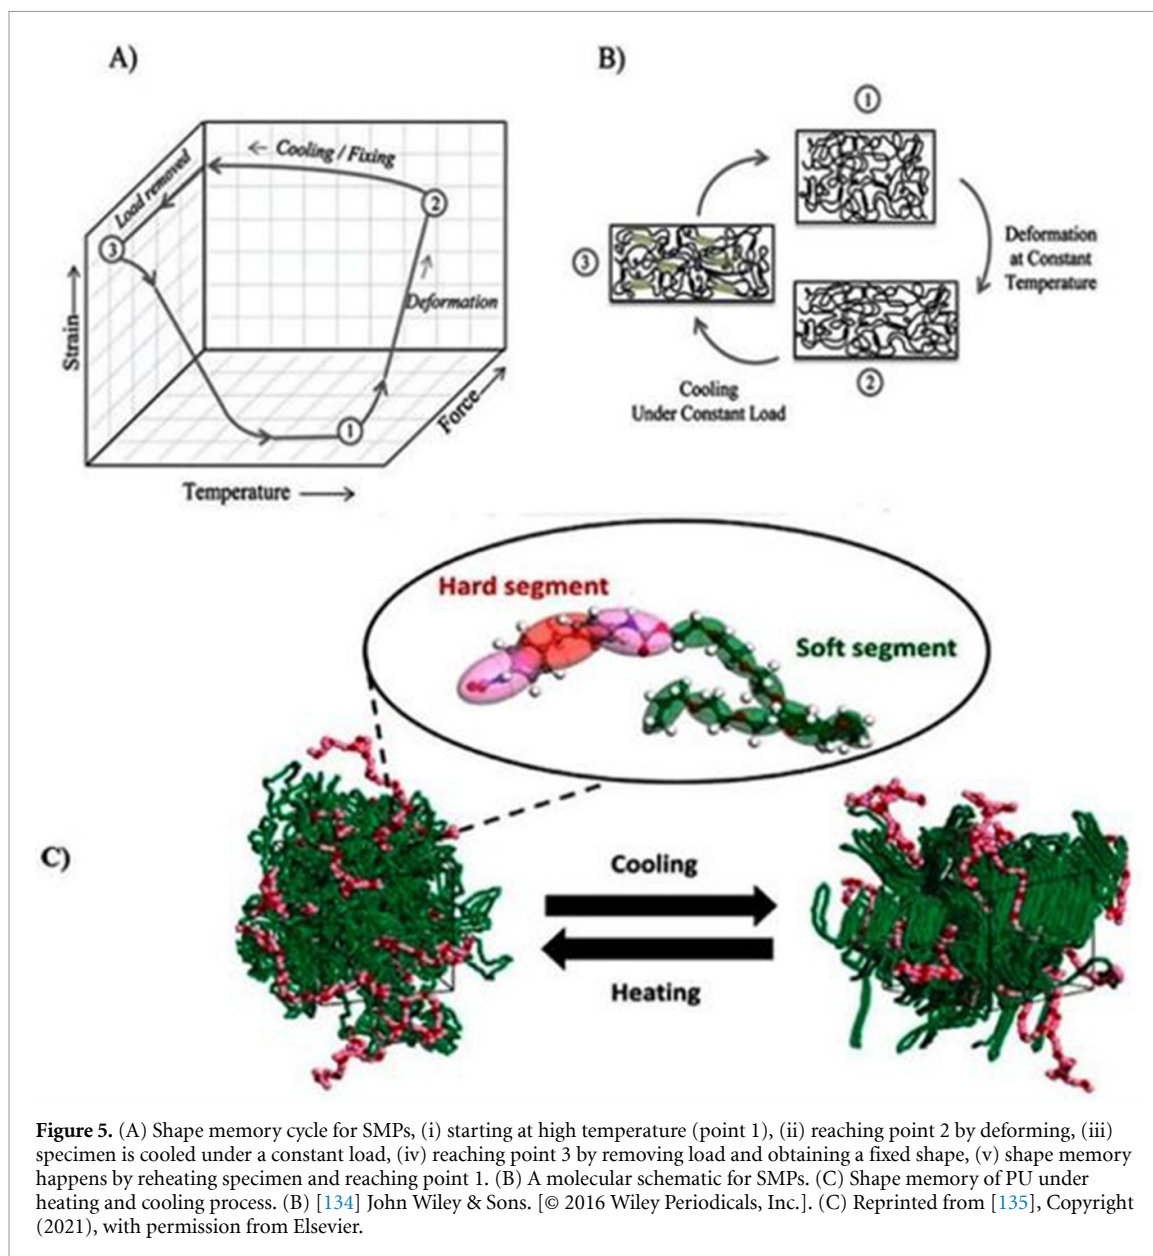 A)
← Cooling / Fixing
Load removed
2
3
Deformation
Strain
1
Force
Temperature
B)
1
3
Deformation
at Constant
Temperature
2
Cooling
Under Constant Load
Hard segment
Soft segment
C)
Cooling
Heating
Figure 5. (A) Shape memory cycle for SMPs, (i) starting at high temperature (point 1), (ii) reaching point 2 by deforming, (iii)
specimen is cooled under a constant load, (iv) reaching point 3 by removing load and obtaining a fixed shape, (v) shape memory
happens by reheating specimen and reaching point 1. (B) A molecular schematic for SMPs. (C) Shape memory of PU under
heating and cooling process. (B) [134] John Wiley & Sons. [© 2016 Wiley Periodicals, Inc.]. (C) Reprinted from [135], Copyright
(2021), with permission from Elsevier.